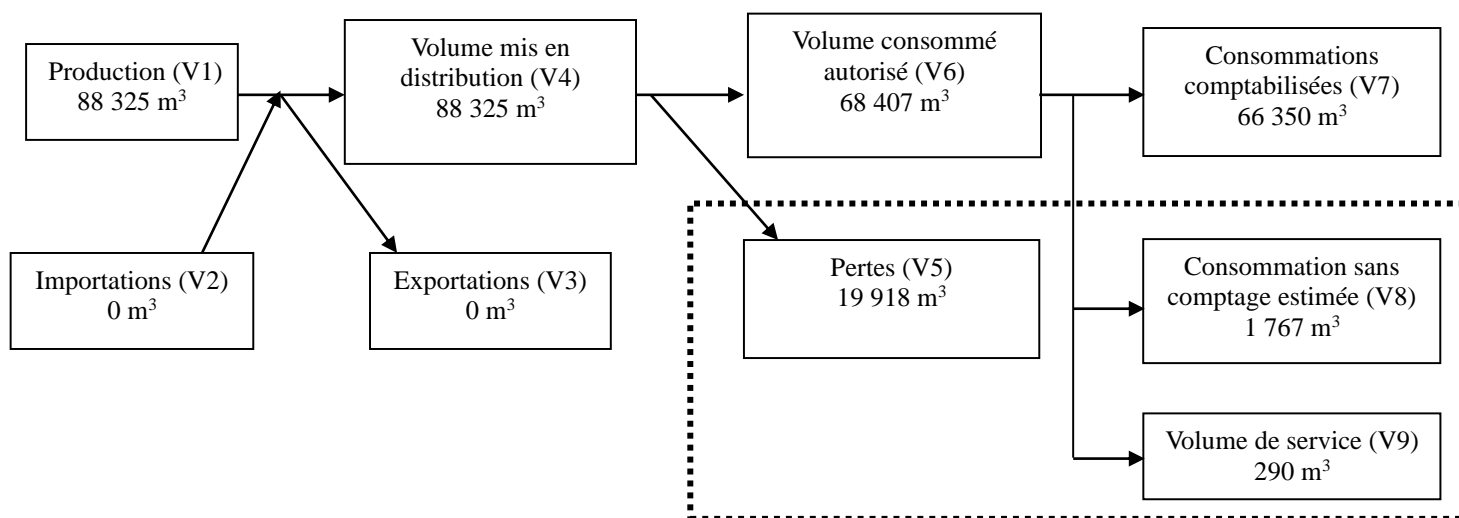 Production (V1)
88 325 m³
Volume mis en
distribution (V4)
88 325 m³
Volume consommé
autorisé (V6)
68 407 m³
Consommations
comptabilisées (V7)
66 350 m³
Importations (V2)
0 m³
Exportations (V3)
0 m³
Pertes (V5)
19 918 m³
Consommation sans
comptage estimée (V8)
1 767 m³
Volume de service (V9)
290 m³